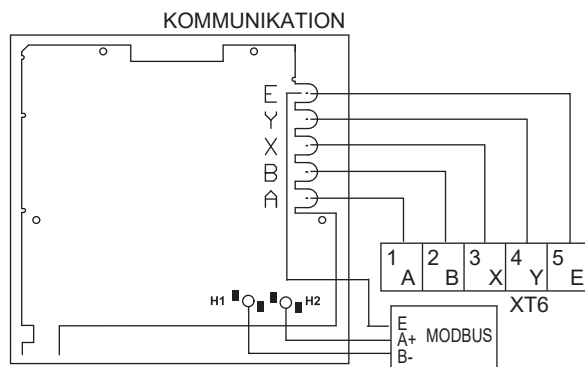 KOMMUNIKATION
E
Y
X
B
A
1 2 3 4 5
A B X Y E
XT6
H1 H2
E
A+ MODBUS
B-